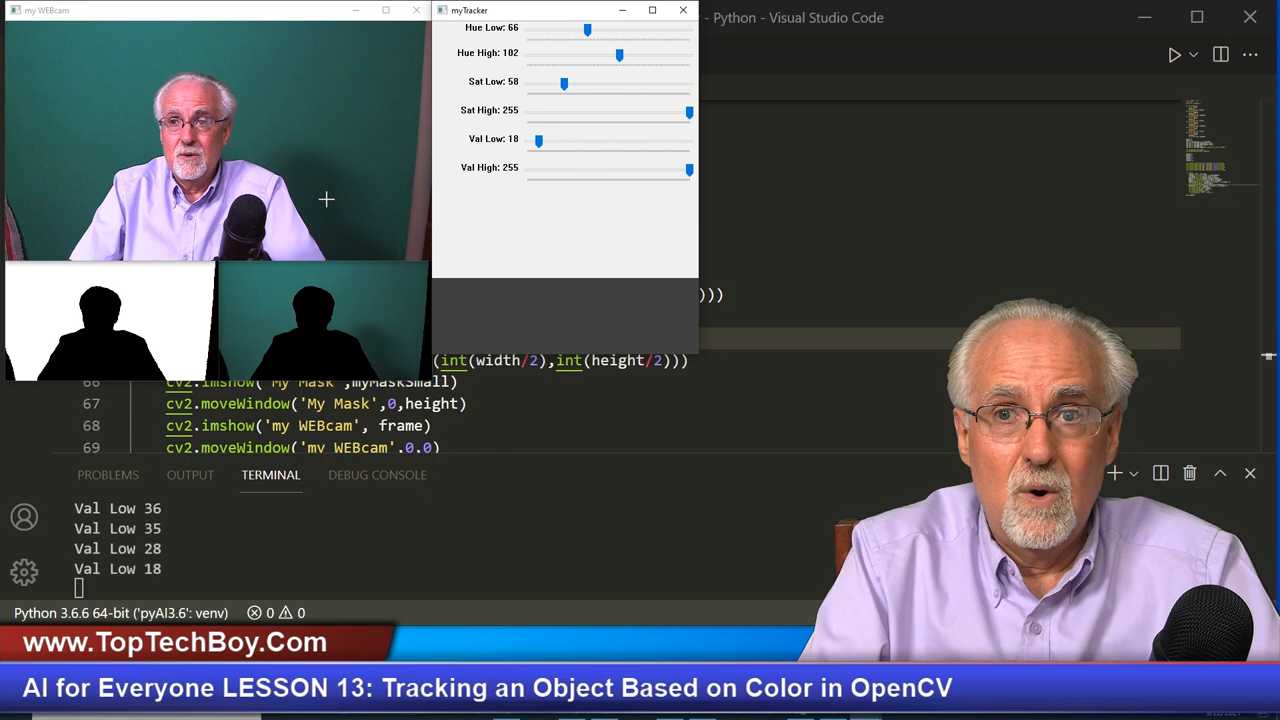 my WEBcam
myTracker
- Python - Visual Studio Code
Hue Low: 66
Hue High: 102
Sat Low: 58
Sat High: 255
Val Low: 18
Val High: 255
)))
(int(width/2),int(height/2)))
66 cv2.imshow('My Mask',myMaskSmall)
67 cv2.moveWindow('My Mask',0,height)
68 cv2.imshow('my WEBcam', frame)
69 cv2.moveWindow('my WEBcam',0,0)
PROBLEMS OUTPUT TERMINAL DEBUG CONSOLE
Val Low 36
Val Low 35
Val Low 28
Val Low 18
Python 3.6.6 64-bit ('pyAI3.6': venv) 0 0
www.TopTechBoy.Com
AI for Everyone LESSON 13: Tracking an Object Based on Color in OpenCV